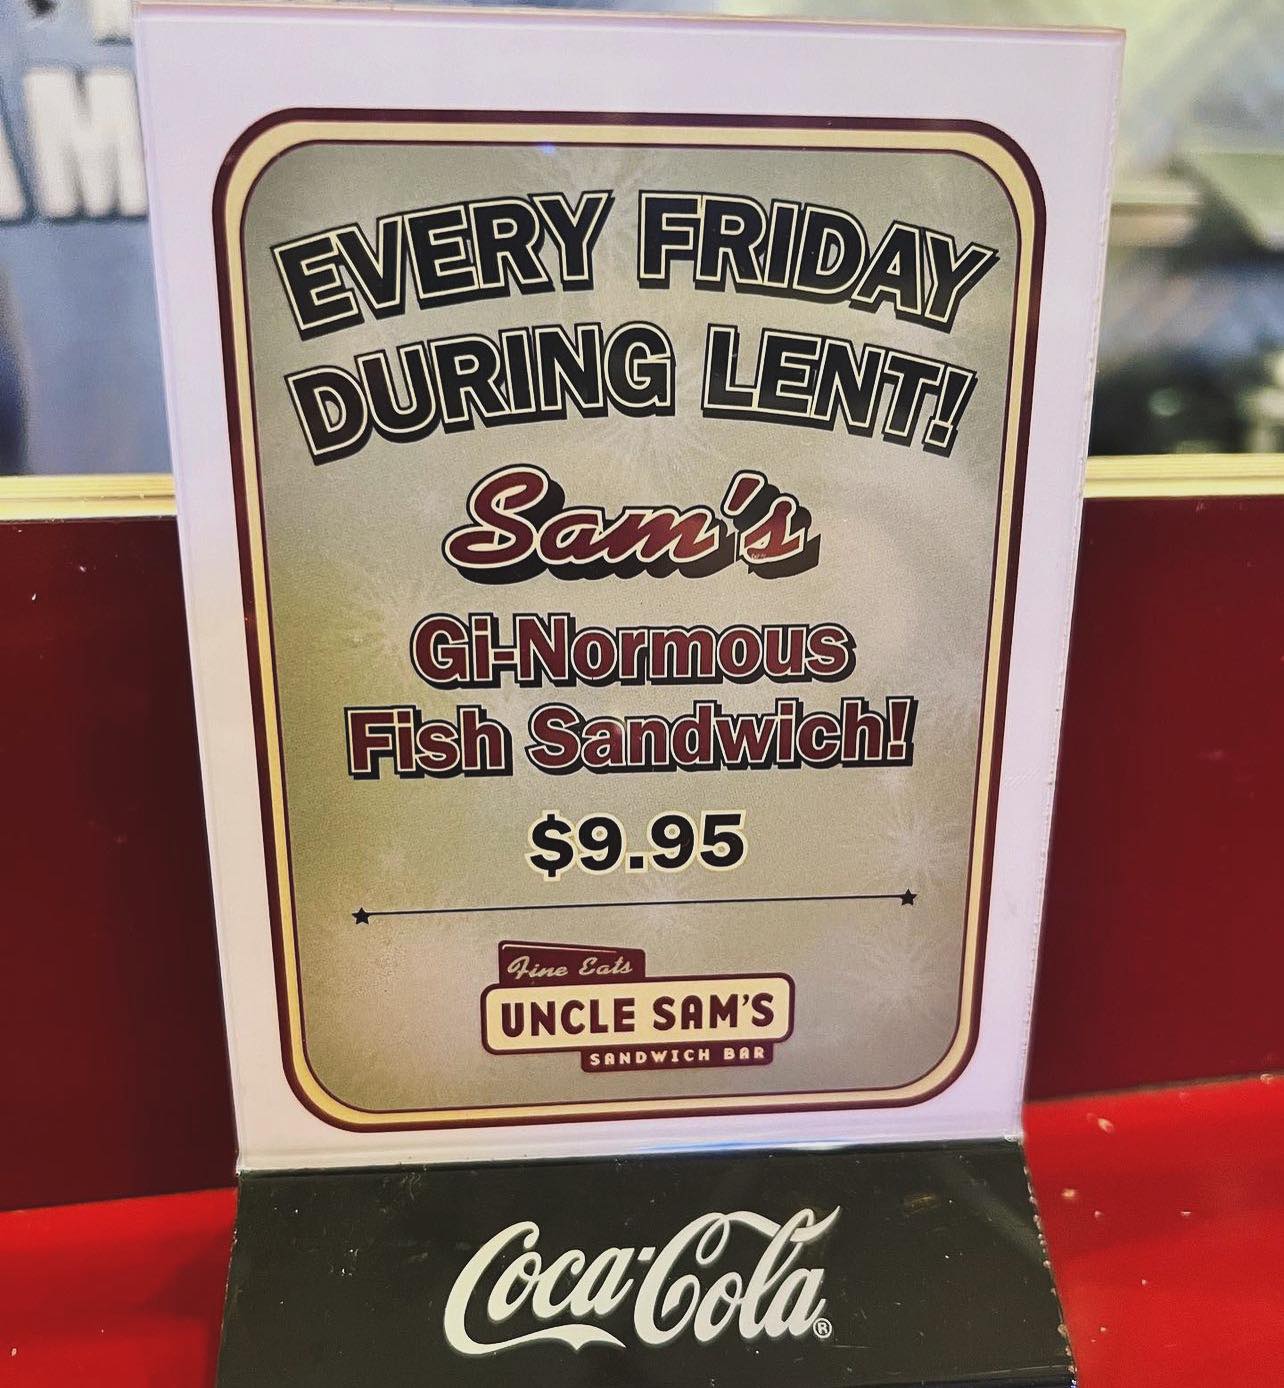 EVERY FRIDAY
DURING LENT!
Sam's
Gi-Normous
Fish Sandwich!
$9.95
Fine Eats
UNCLE SAM'S
SANDWICH BAR
Coca-Cola®